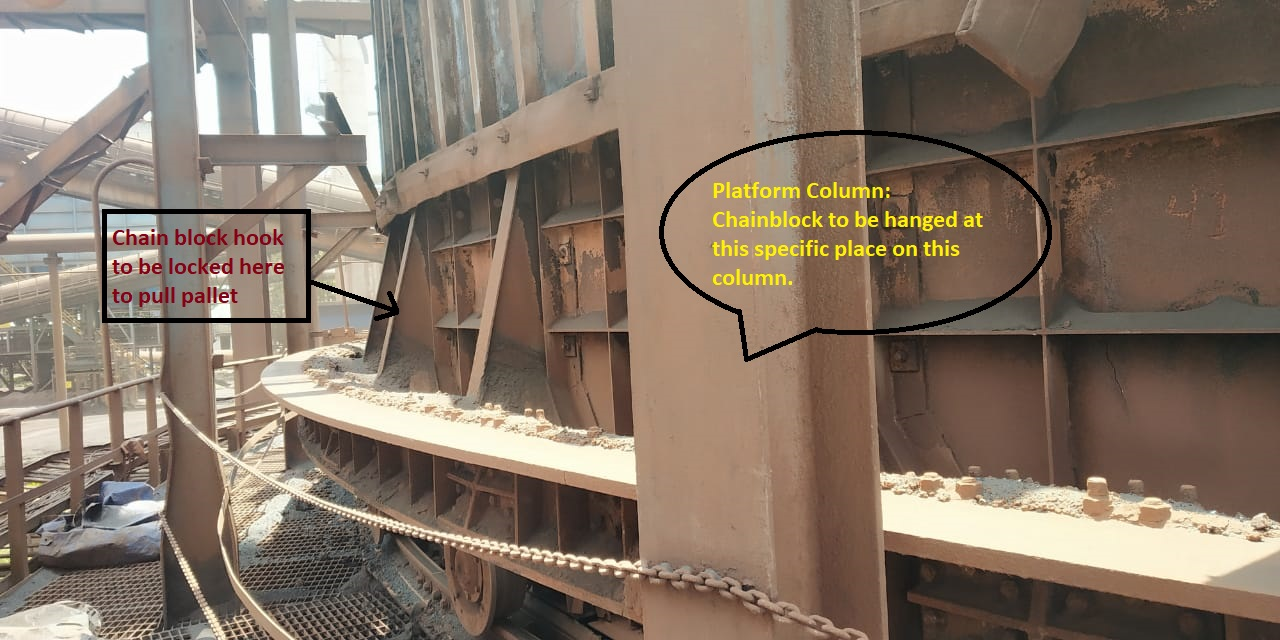 Chain block hook
to be locked here
to pull pallet
Platform Column:
Chainblock to be hanged at
this specific place on this
column.
41